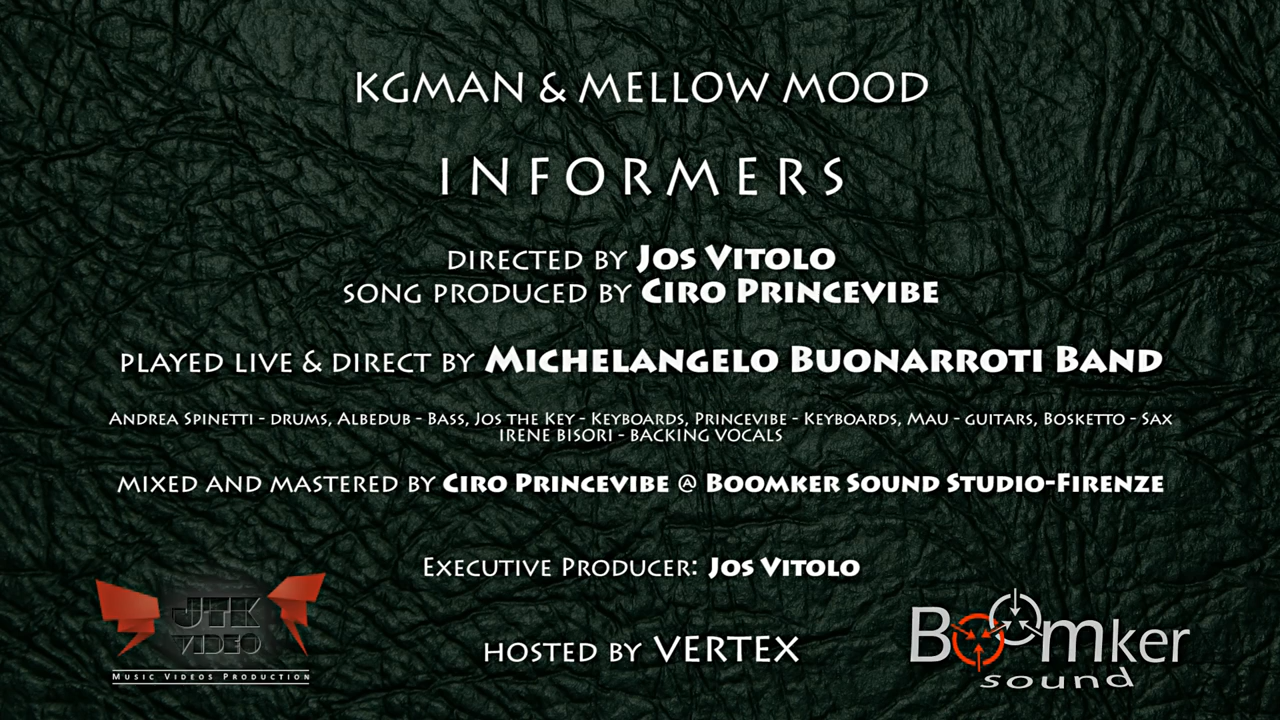 KGMAN & MELLOW MOOD
INFORMERS
DIRECTED BY JOS VITOLO
SONG PRODUCED BY CIRO PRINCEVIBE
PLAYED LIVE & DIRECT BY MICHELANGELO BUONARROTI BAND
ANDREA SPINETTI - DRUMS, ALBEDUB - BASS, JOS THE KEY - KEYBOARDS, PRINCEVIBE - KEYBOARDS, MAU - GUITARS, BOSKETTO - SAX
IRENE BISORI - BACKING VOCALS
MIXED AND MASTERED BY CIRO PRINCEVIBE @ BOOMKER SOUND STUDIO-FIRENZE
EXECUTIVE PRODUCER: JOS VITOLO
HOSTED BY VERTEX
JTK
VIDEO
MUSIC VIDEOS PRODUCTION
Boomker
sound